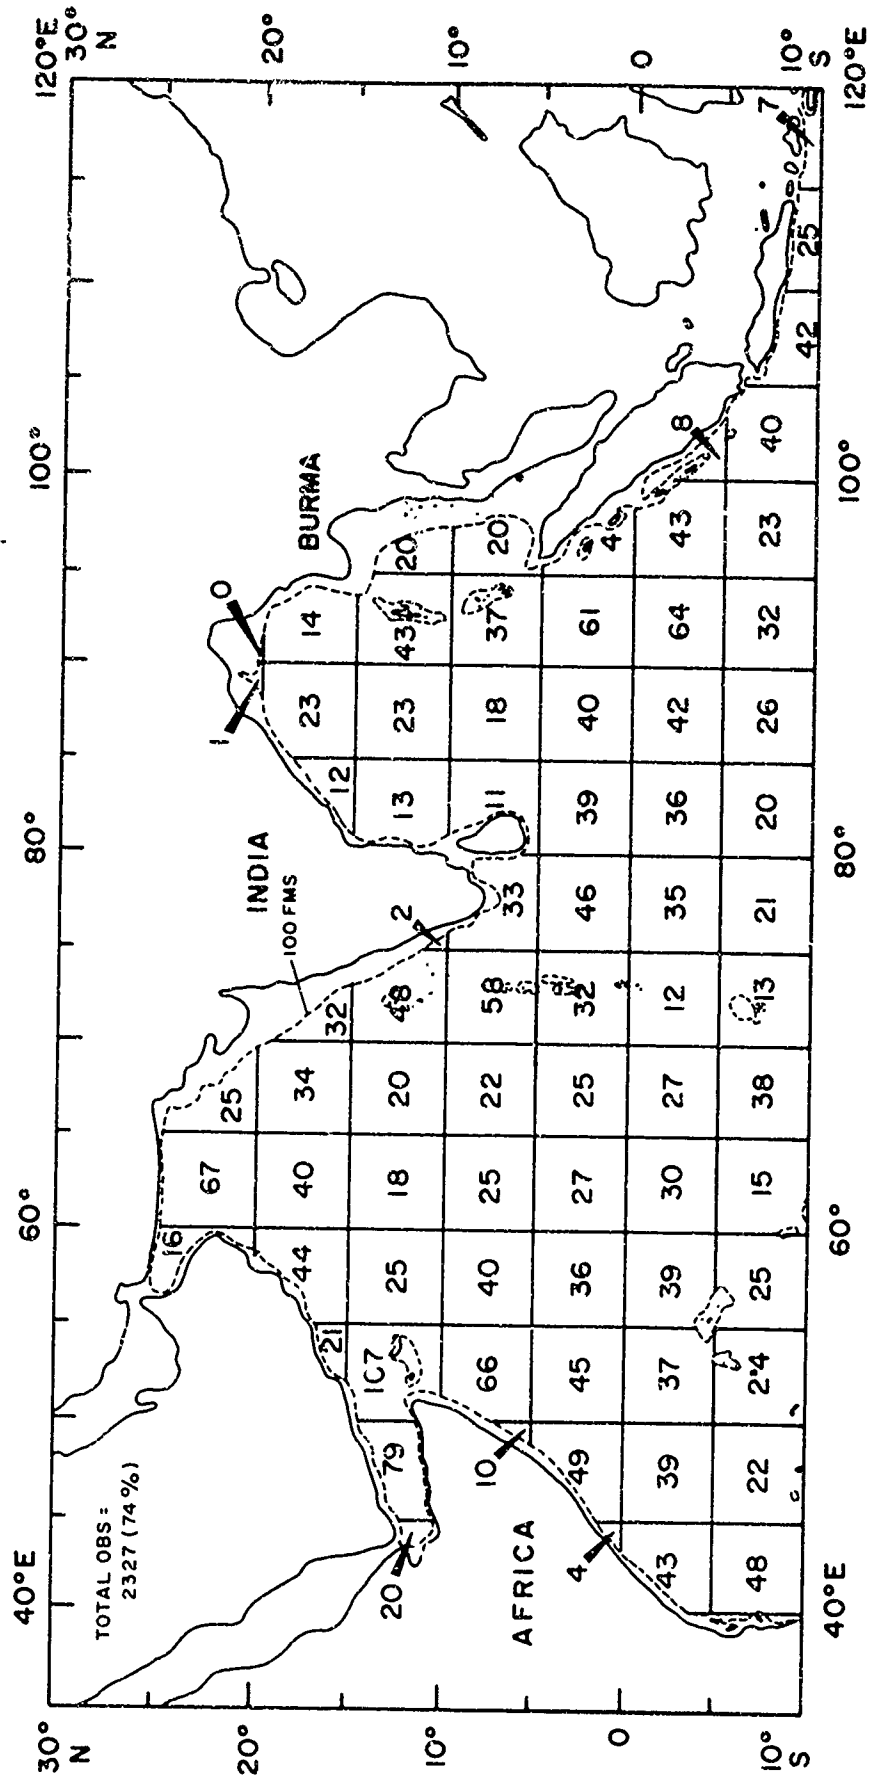 40°E 60° 80° 100° 120°E
30° N 30° N
TOTAL OBS =
2327 (74%)
16 67 25 1 0
20° 20°
INDIA
100 FMS
BURMA
21 44 40 34 32 12 23 14
20 79 107 25 18 20 48 2 13 23 43 20
10° 10°
10 66 40 25 22 58 33 11 18 37 20
AFRICA
4 49 45 36 27 25 32 46 39 40 61 4
0 0
43 39 37 39 30 27 12 35 36 42 64 43 8
48 22 24 25 15 38 13 21 20 26 32 23 40 42 25 7
10° S 10° S
40°E 60° 80° 100° 120°E